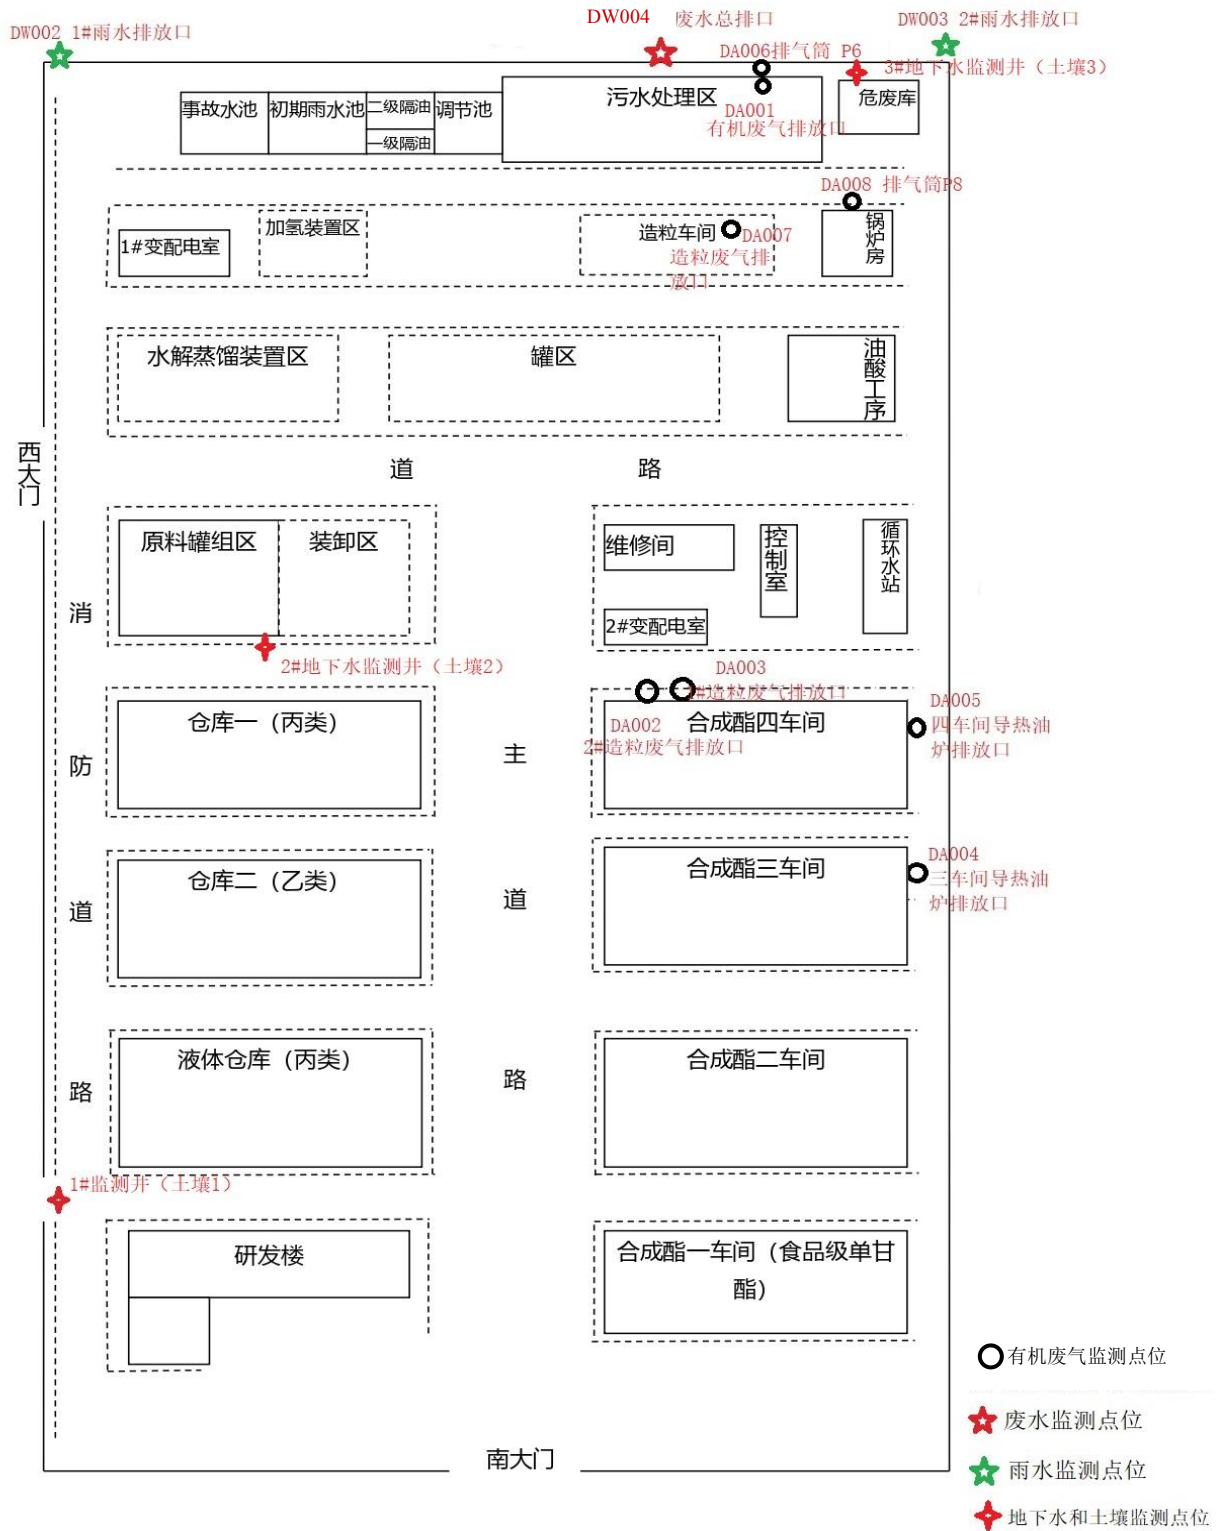 DW002 1#雨水排放口
DW004 废水总排口
DW003 2#雨水排放口
DA006排气筒 P6
3#地下水监测井（土壤3）
事故水池
初期雨水池
二级隔油
一级隔油
调节池
污水处理区
DA001
有机废气排放口
危废库
DA008 排气筒P8
1#变配电室
加氢装置区
造粒车间
DA007
造粒废气排
放口
锅炉房
水解蒸馏装置区
罐区
油酸工序
西大门
道 路
原料罐组区
装卸区
维修间
控制室
循环水站
2#变配电室
消防道路
2#地下水监测井（土壤2）
DA003
1#造粒废气排放口
DA002
2#造粒废气排放口
仓库一（丙类）
合成酯四车间
DA005
四车间导热油
炉排放口
主道路
仓库二（乙类）
合成酯三车间
DA004
三车间导热油
炉排放口
液体仓库（丙类）
合成酯二车间
1#监测井（土壤1）
研发楼
合成酯一车间（食品级单甘
酯）
南大门
有机废气监测点位
废水监测点位
雨水监测点位
地下水和土壤监测点位